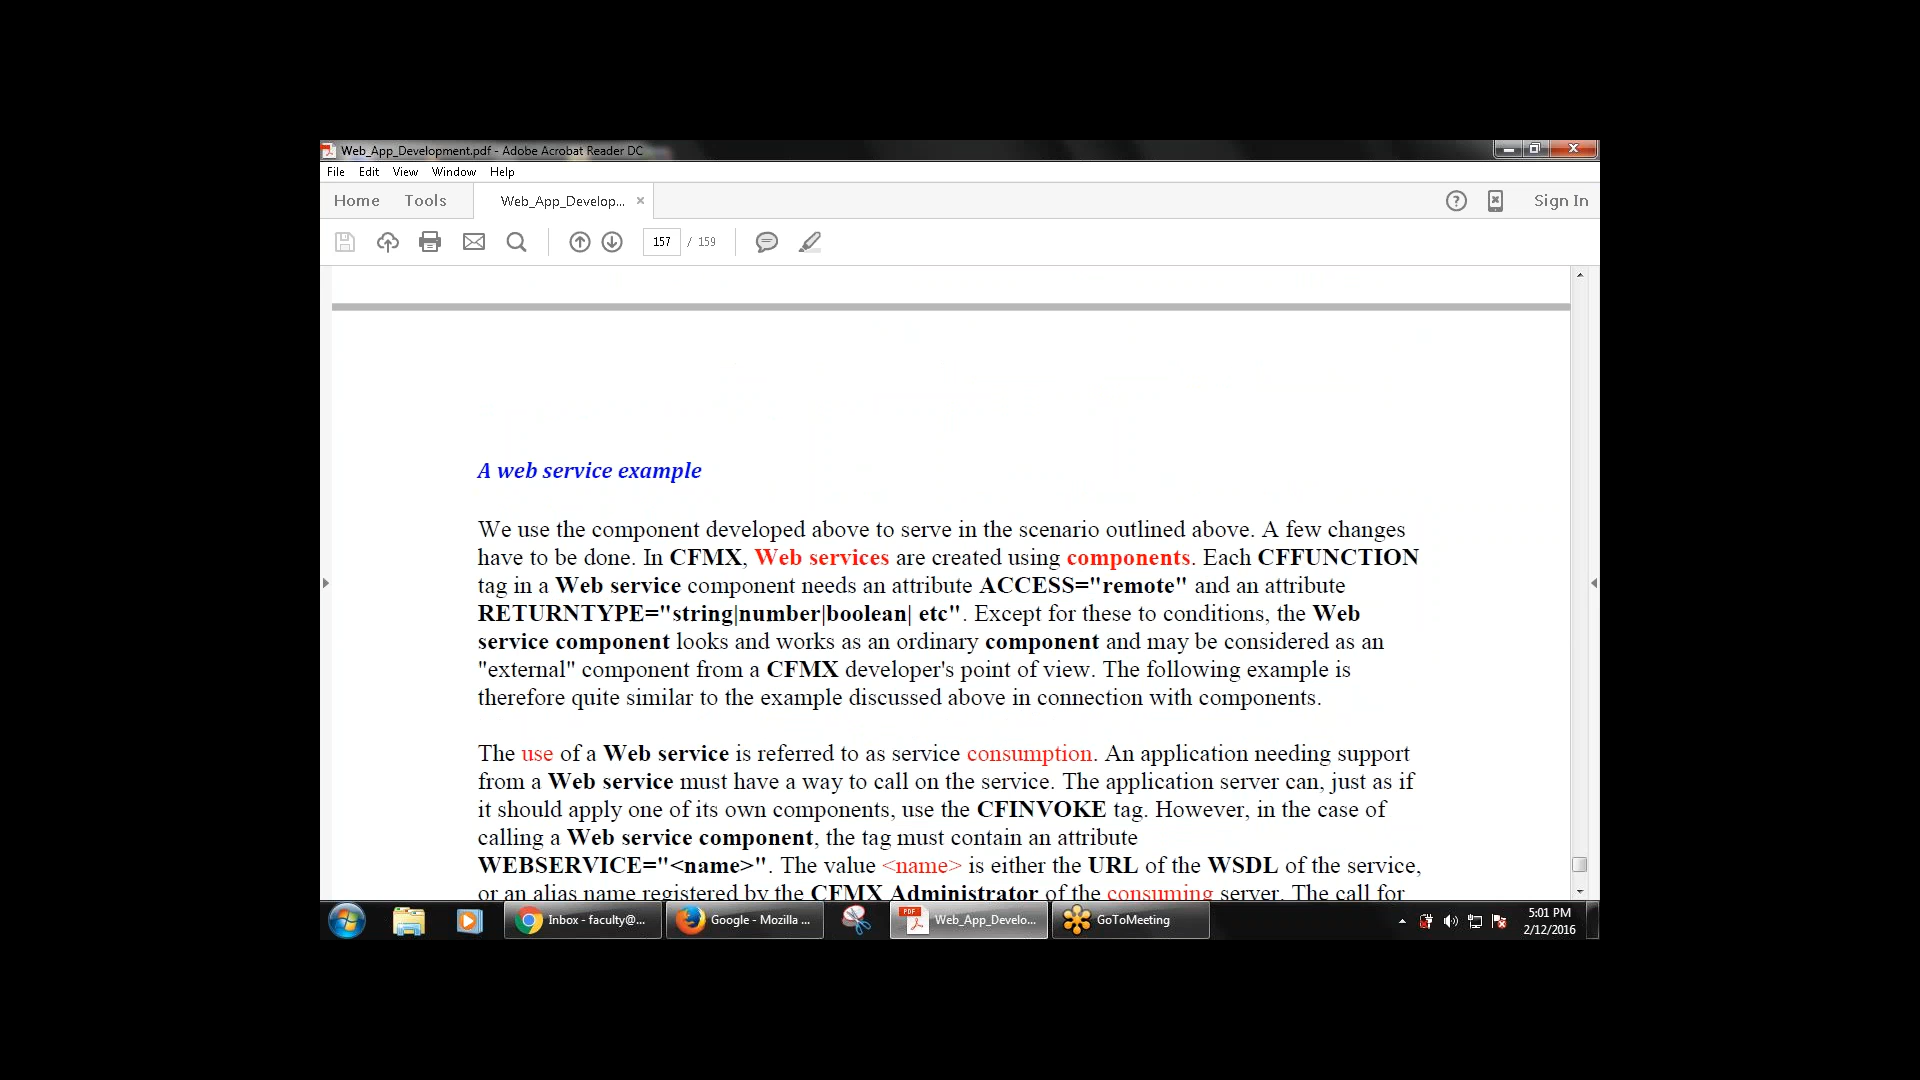 Web_App_Development.pdf - Adobe Acrobat Reader DC
File Edit View Window Help
Home Tools Web_App_Develop... × Sign In
157 / 159
A web service example
We use the component developed above to serve in the scenario outlined above. A few changes
have to be done. In CFMX, Web services are created using components. Each CFFUNCTION
tag in a Web service component needs an attribute ACCESS="remote" and an attribute
RETURNTYPE="string|number|boolean| etc". Except for these to conditions, the Web
service component looks and works as an ordinary component and may be considered as an
"external" component from a CFMX developer's point of view. The following example is
therefore quite similar to the example discussed above in connection with components.
The use of a Web service is referred to as service consumption. An application needing support
from a Web service must have a way to call on the service. The application server can, just as if
it should apply one of its own components, use the CFINVOKE tag. However, in the case of
calling a Web service component, the tag must contain an attribute
WEBSERVICE="<name>". The value <name> is either the URL of the WSDL of the service,
or an alias name registered by the CFMX Administrator of the consuming server. The call for
Inbox - faculty@... Google - Mozilla ... PDF Web_App_Develo... GoToMeeting
5:01 PM
2/12/2016